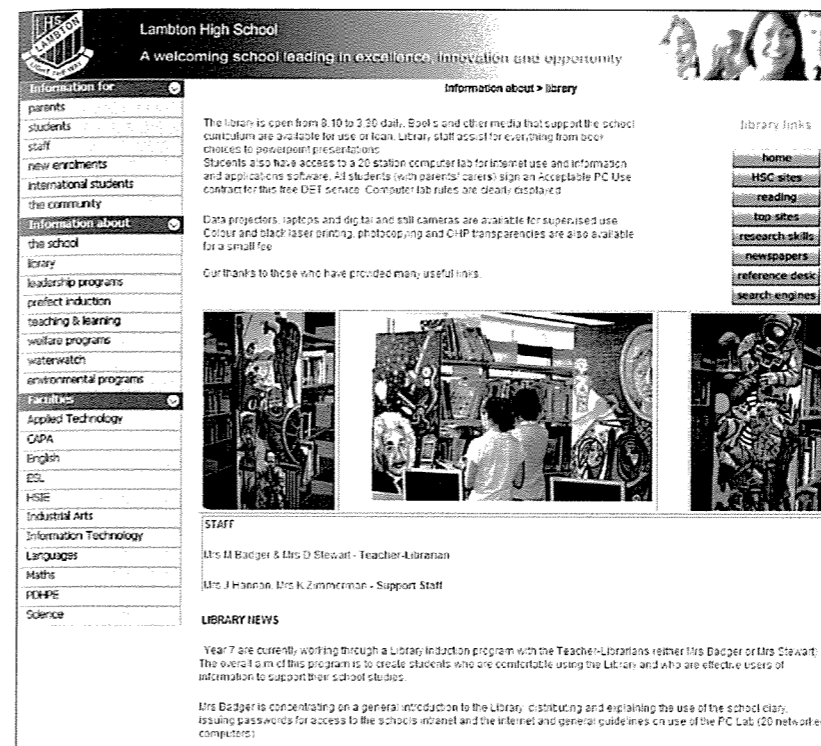 HS
LAMBTON
LIGHT THE WAY
Lambton High School
A welcoming school leading in excellence, innovation and opportunity
Information for
parents
students
staff
new enrolments
international students
the community
Information about
the school
library
leadership programs
prefect induction
teaching & learning
welfare programs
waterwatch
environmental programs
Faculties
Applied Technology
CAPA
English
ESL
HSIE
Industrial Arts
Information Technology
Languages
Maths
PDHPE
Science
Information about > library
The library is open from 8.10 to 3.30 daily. Books and other media that support the school
curriculum are available for use or loan. Library staff assist for everything from book
choices to powerpoint presentations
Students also have access to a 20 station computer lab for internet use and information
and applications software. All students (with parents'/carers) sign an Acceptable PC Use
contract for this free DET service. Computer lab rules are clearly displayed
Data projectors, laptops and digital and still cameras are available for supervised use
Colour and black laser printing, photocopying and OHP transparencies are also available
for a small fee
Our thanks to those who have provided many useful links.
library links
home
HSC sites
reading
top sites
research skills
newspapers
reference desk
search engines
STAFF
Mrs M Badger & Mrs D Stewart - Teacher-Librarian
Mrs J Hannan, Mrs K Zimmerman - Support Staff
LIBRARY NEWS
Year 7 are currently working through a Library induction program with the Teacher-Librarians (either Mrs Badger or Mrs Stewart)
The overall aim of this program is to create students who are comfortable using the Library and who are effective users of
information to support their school studies.
Mrs Badger is concentrating on a general introduction to the Library, distributing and explaining the use of the school diary,
issuing passwords for access to the schools intranet and the internet and general guidelines on use of the PC Lab (20 networked
computers)